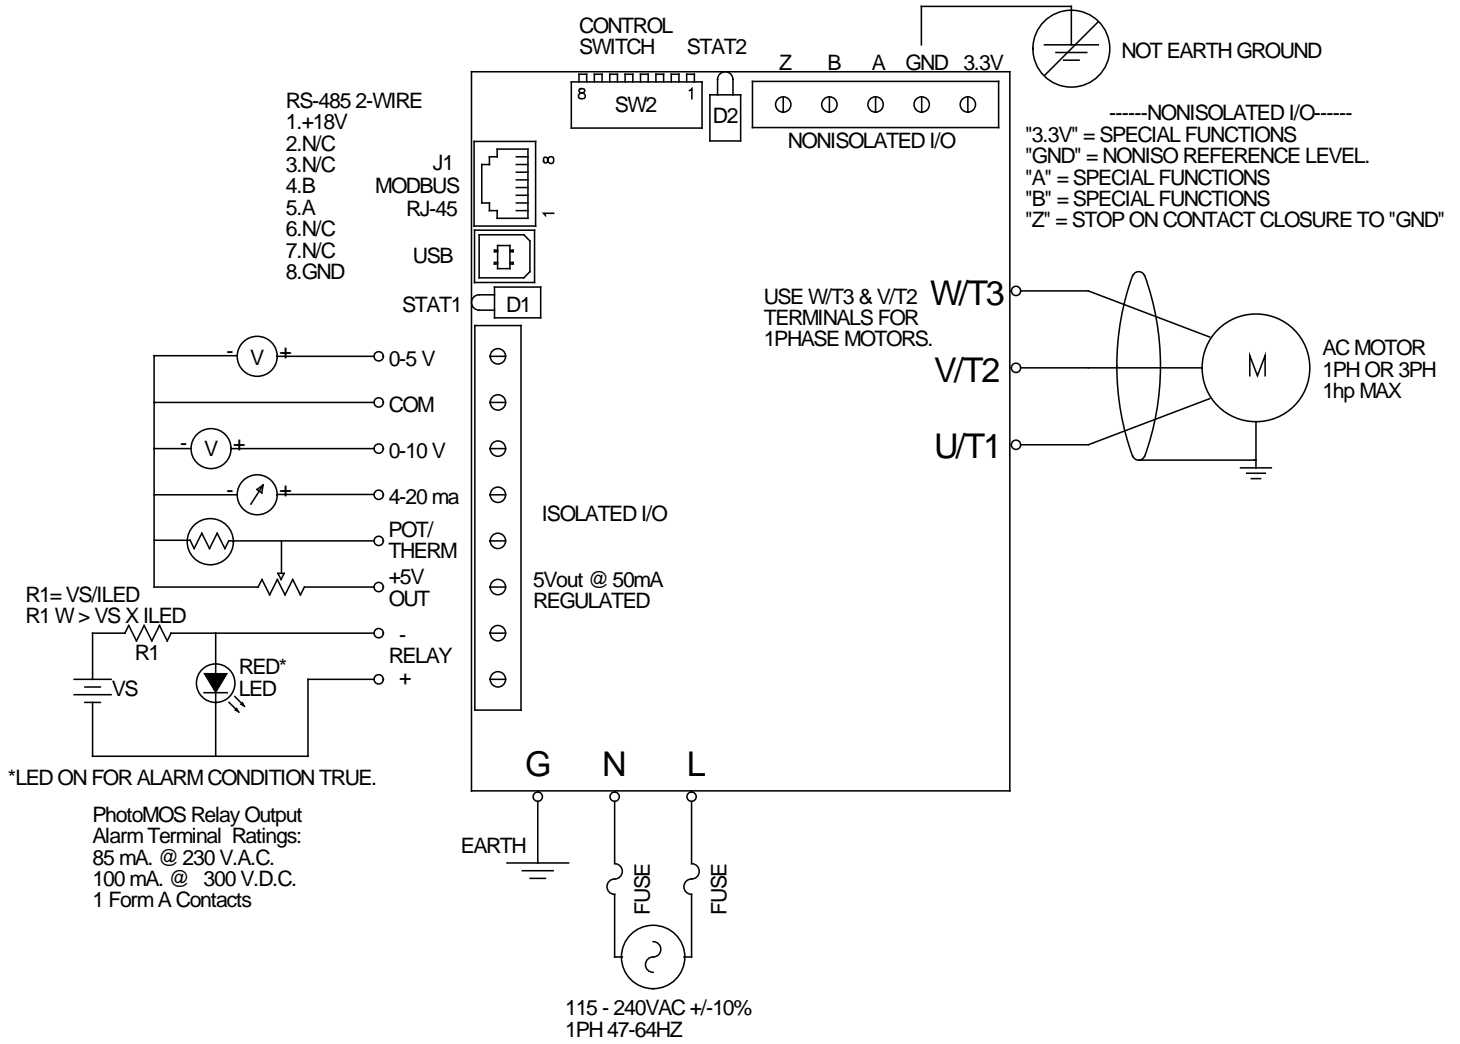 CONTROL
SWITCH
STAT2
Z B A GND 3.3V
NOT EARTH GROUND
8 SW2 1
D2
NONISOLATED I/O
------NONISOLATED I/O------
"3.3V" = SPECIAL FUNCTIONS
"GND" = NONISO REFERENCE LEVEL.
"A" = SPECIAL FUNCTIONS
"B" = SPECIAL FUNCTIONS
"Z" = STOP ON CONTACT CLOSURE TO "GND"
RS-485 2-WIRE
1.+18V
2.N/C
3.N/C
4.B
5.A
6.N/C
7.N/C
8.GND
J1
MODBUS
RJ-45
8
1
USB
STAT1
D1
USE W/T3 & V/T2
TERMINALS FOR
1PHASE MOTORS.
W/T3
V/T2
U/T1
M
AC MOTOR
1PH OR 3PH
1hp MAX
- V + 0-5 V
COM
- V + 0-10 V
- + 4-20 ma
POT/
THERM
+5V
OUT
ISOLATED I/O
5Vout @ 50mA
REGULATED
R1= VS/ILED
R1 W > VS X ILED
R1
-
RELAY
+
VS
RED*
LED
*LED ON FOR ALARM CONDITION TRUE.
PhotoMOS Relay Output
Alarm Terminal Ratings:
85 mA. @ 230 V.A.C.
100 mA. @ 300 V.D.C.
1 Form A Contacts
G N L
EARTH
FUSE
FUSE
115 - 240VAC +/-10%
1PH 47-64HZ